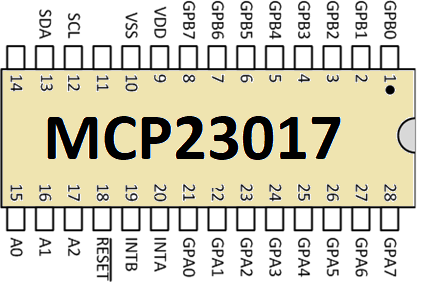 SDA SCL VSS VDD GPB7 GPB6 GPB5 GPB4 GPB3 GPB2 GPB1 GPB0
14 13 12 11 10 9 8 7 6 5 4 3 2 1
MCP23017
15 16 17 18 19 20 21 22 23 24 25 26 27 28
A0 A1 A2 RESET INTB INTA GPA0 GPA1 GPA2 GPA3 GPA4 GPA5 GPA6 GPA7